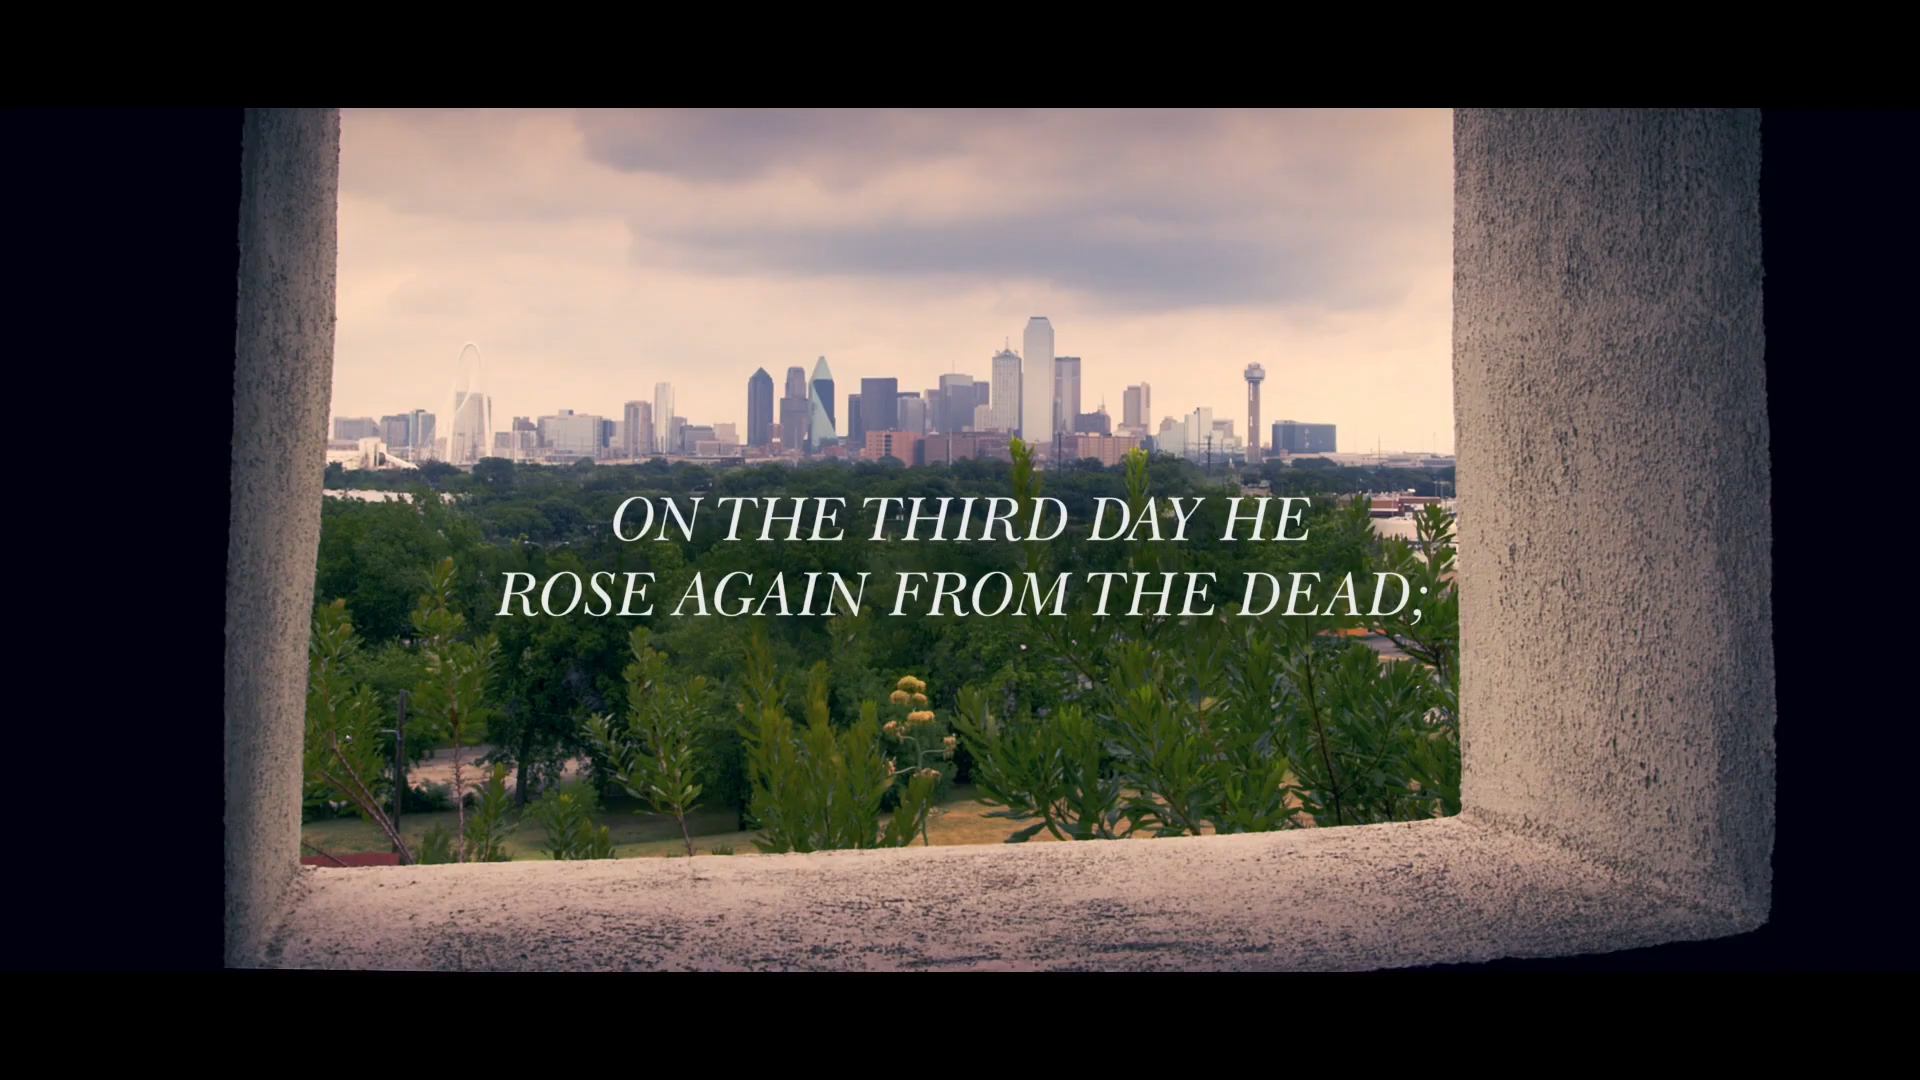 ON THE THIRD DAY HE
ROSE AGAIN FROM THE DEAD;